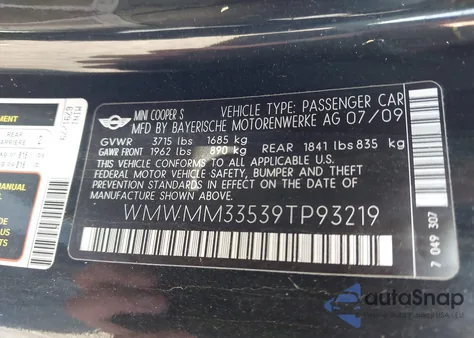 MINI COOPER S VEHICLE TYPE: PASSENGER CAR
MFD BY BAYERISCHE MOTORENWERKE AG 07/09
GVWR 3715 lbs 1685 kg
FRONT: 1962 lbs 890 kg REAR: 1841 lbs 835 kg
THIS VEHICLE CONFORMS TO ALL APPLICABLE U.S.
FEDERAL MOTOR VEHICLE SAFETY, BUMPER AND THEFT
PREVENTION STANDARDS IN EFFECT ON THE DATE OF
MANUFACTURE SHOWN ABOVE.
WMWMM33539TP93219
7 049 307
autoSnap